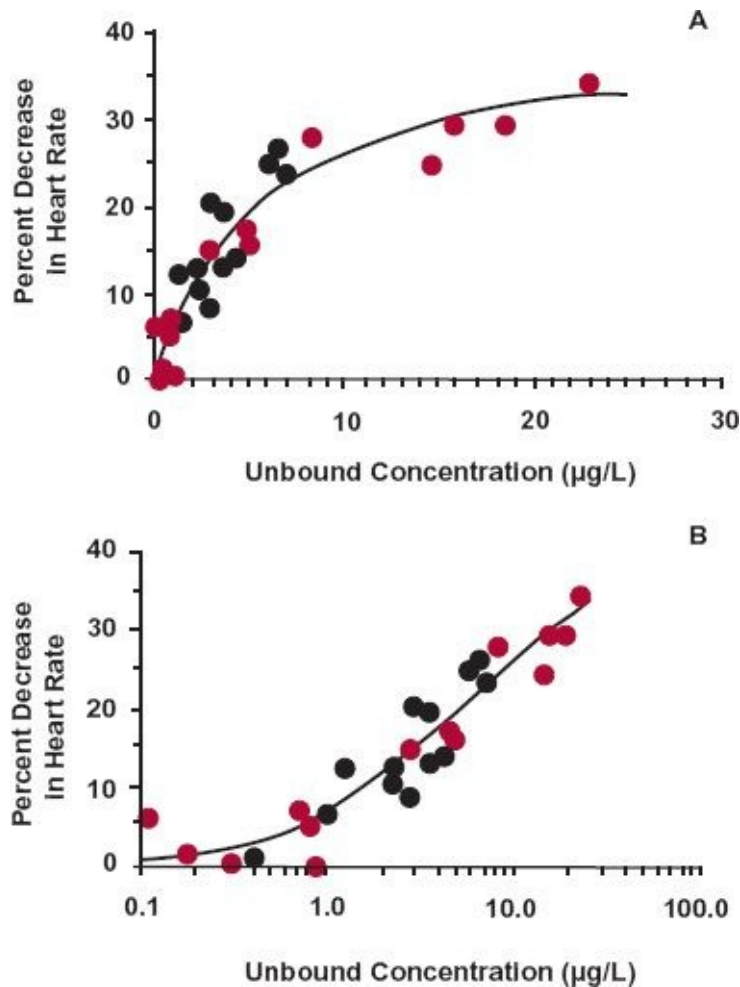 A
Percent Decrease
In Heart Rate
40
30
20
10
0
0 10 20 30
Unbound Concentration (µg/L)
B
Percent Decrease
In Heart Rate
40
30
20
10
0
0.1 1.0 10.0 100.0
Unbound Concentration (µg/L)